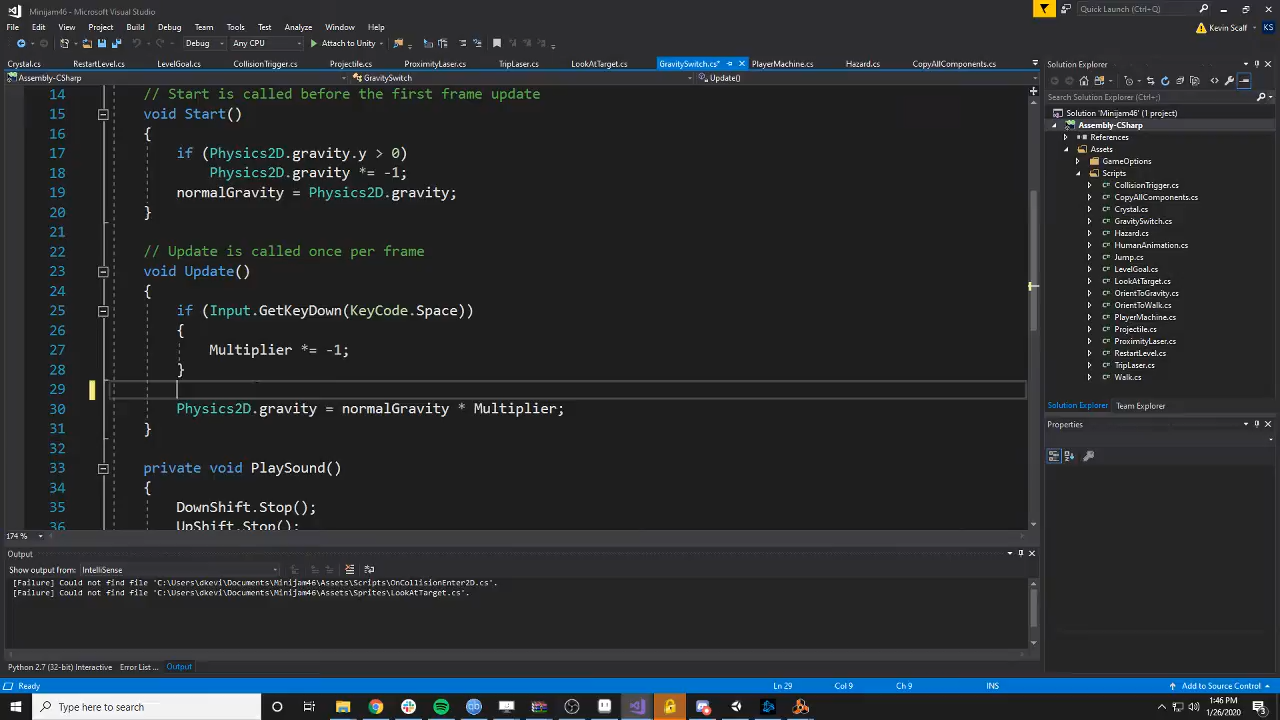 Minijam46 - Microsoft Visual Studio
Quick Launch (Ctrl+Q)
File Edit View Project Build Debug Team Tools Test Analyze Window Help
Kevin Scalf KS
Debug Any CPU Attach to Unity
Crystal.cs RestartLevel.cs LevelGoal.cs CollisionTrigger.cs Projectile.cs ProximityLaser.cs TripLaser.cs LookAtTarget.cs GravitySwitch.cs* PlayerMachine.cs Hazard.cs CopyAllComponents.cs
Assembly-CSharp GravitySwitch Update()
14 // Start is called before the first frame update
15 void Start()
16 {
17 if (Physics2D.gravity.y > 0)
18 Physics2D.gravity *= -1;
19 normalGravity = Physics2D.gravity;
20 }
21
22 // Update is called once per frame
23 void Update()
24 {
25 if (Input.GetKeyDown(KeyCode.Space))
26 {
27 Multiplier *= -1;
28 }
29
30 Physics2D.gravity = normalGravity * Multiplier;
31 }
32
33 private void PlaySound()
34 {
35 DownShift.Stop();
36 UpShift.Stop();
174 %
Output
Show output from: IntelliSense
[Failure] Could not find file 'C:\Users\dkevi\Documents\Minijam46\Assets\Scripts\OnCollisionEnter2D.cs'.
[Failure] Could not find file 'C:\Users\dkevi\Documents\Minijam46\Assets\Sprites\LookAtTarget.cs'.
Python 2.7 (32-bit) Interactive Error List ... Output
Solution Explorer
Search Solution Explorer (Ctrl+;)
Solution 'Minijam46' (1 project)
Assembly-CSharp
References
Assets
GameOptions
Scripts
CollisionTrigger.cs
CopyAllComponents.cs
Crystal.cs
GravitySwitch.cs
Hazard.cs
HumanAnimation.cs
Jump.cs
LevelGoal.cs
LookAtTarget.cs
OrientToGravity.cs
OrientToWalk.cs
PlayerMachine.cs
Projectile.cs
ProximityLaser.cs
RestartLevel.cs
TripLaser.cs
Walk.cs
Solution Explorer Team Explorer
Properties
Ready Ln 29 Col 9 Ch 9 INS Add to Source Control
Type here to search
1:46 PM
1/26/2020